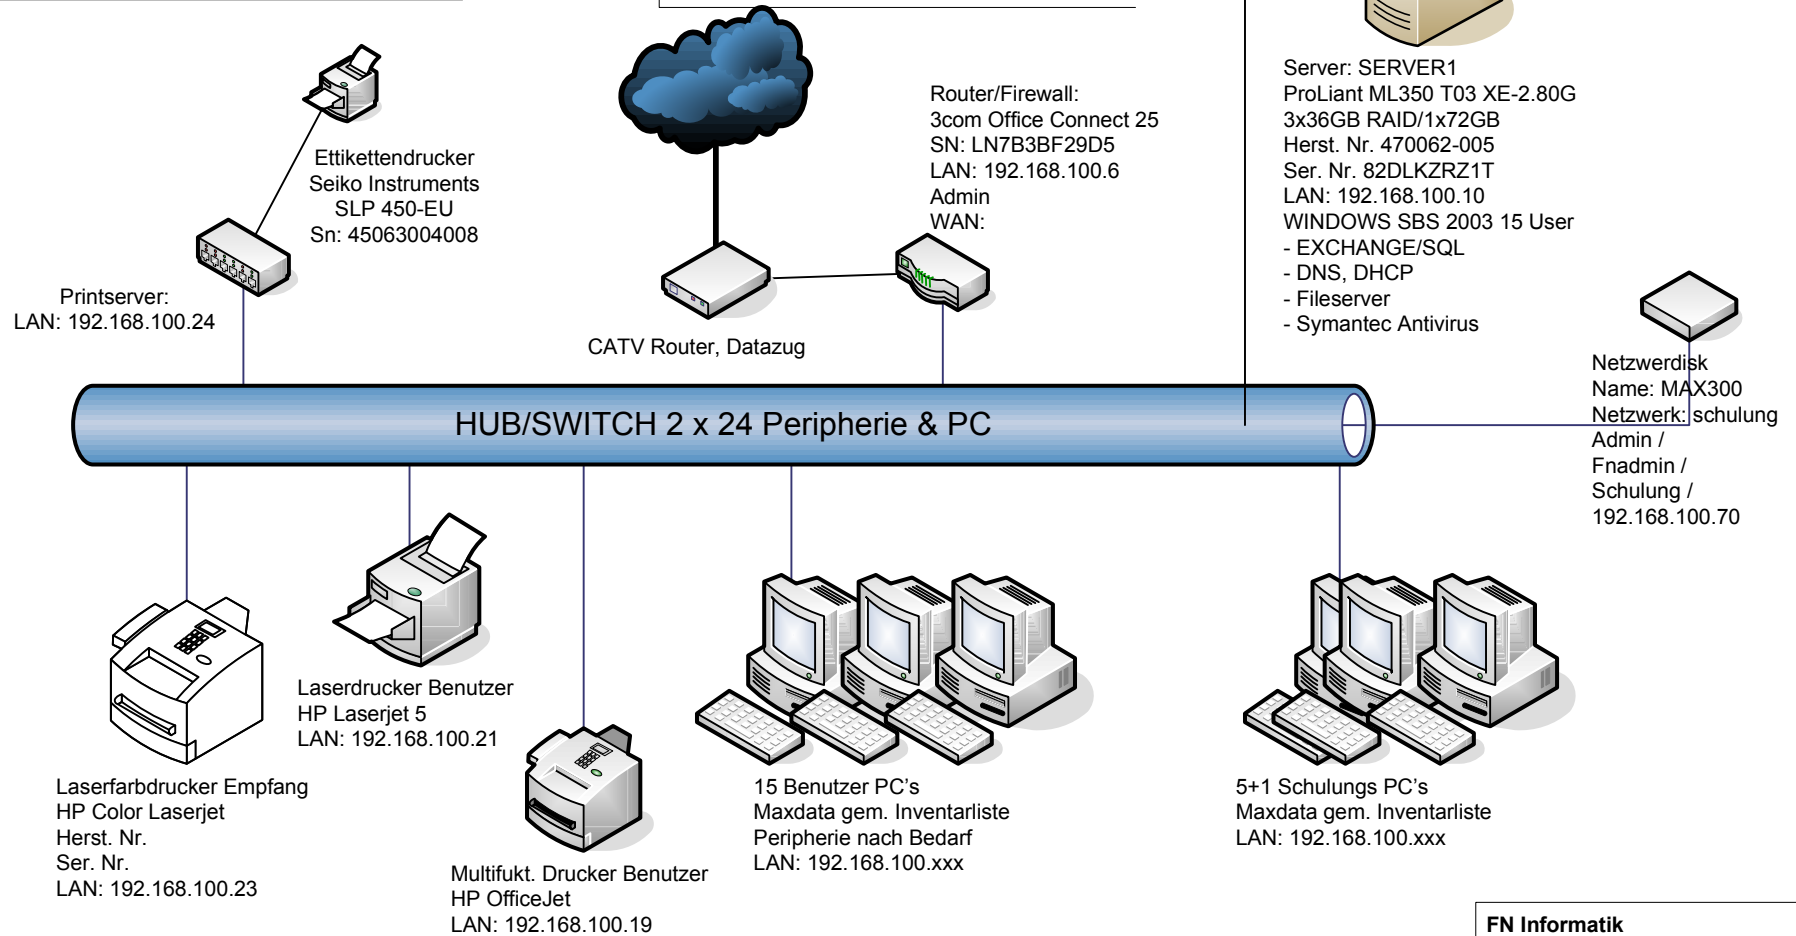 Ettikettendrucker
Seiko Instruments
SLP 450-EU
Sn: 45063004008
Printserver:
LAN: 192.168.100.24
CATV Router, Datazug
Router/Firewall:
3com Office Connect 25
SN: LN7B3BF29D5
LAN: 192.168.100.6
Admin
WAN:
Server: SERVER1
ProLiant ML350 T03 XE-2.80G
3x36GB RAID/1x72GB
Herst. Nr. 470062-005
Ser. Nr. 82DLKZRZ1T
LAN: 192.168.100.10
WINDOWS SBS 2003 15 User
- EXCHANGE/SQL
- DNS, DHCP
- Fileserver
- Symantec Antivirus
Netzwerdisk
Name: MAX300
Netzwerk: schulung
Admin /
Fnadmin /
Schulung /
192.168.100.70
HUB/SWITCH 2 x 24 Peripherie & PC
Laserfarbdrucker Empfang
HP Color Laserjet
Herst. Nr.
Ser. Nr.
LAN: 192.168.100.23
Laserdrucker Benutzer
HP Laserjet 5
LAN: 192.168.100.21
Multifukt. Drucker Benutzer
HP OfficeJet
LAN: 192.168.100.19
15 Benutzer PC's
Maxdata gem. Inventarliste
Peripherie nach Bedarf
LAN: 192.168.100.xxx
5+1 Schulungs PC's
Maxdata gem. Inventarliste
LAN: 192.168.100.xxx
FN Informatik